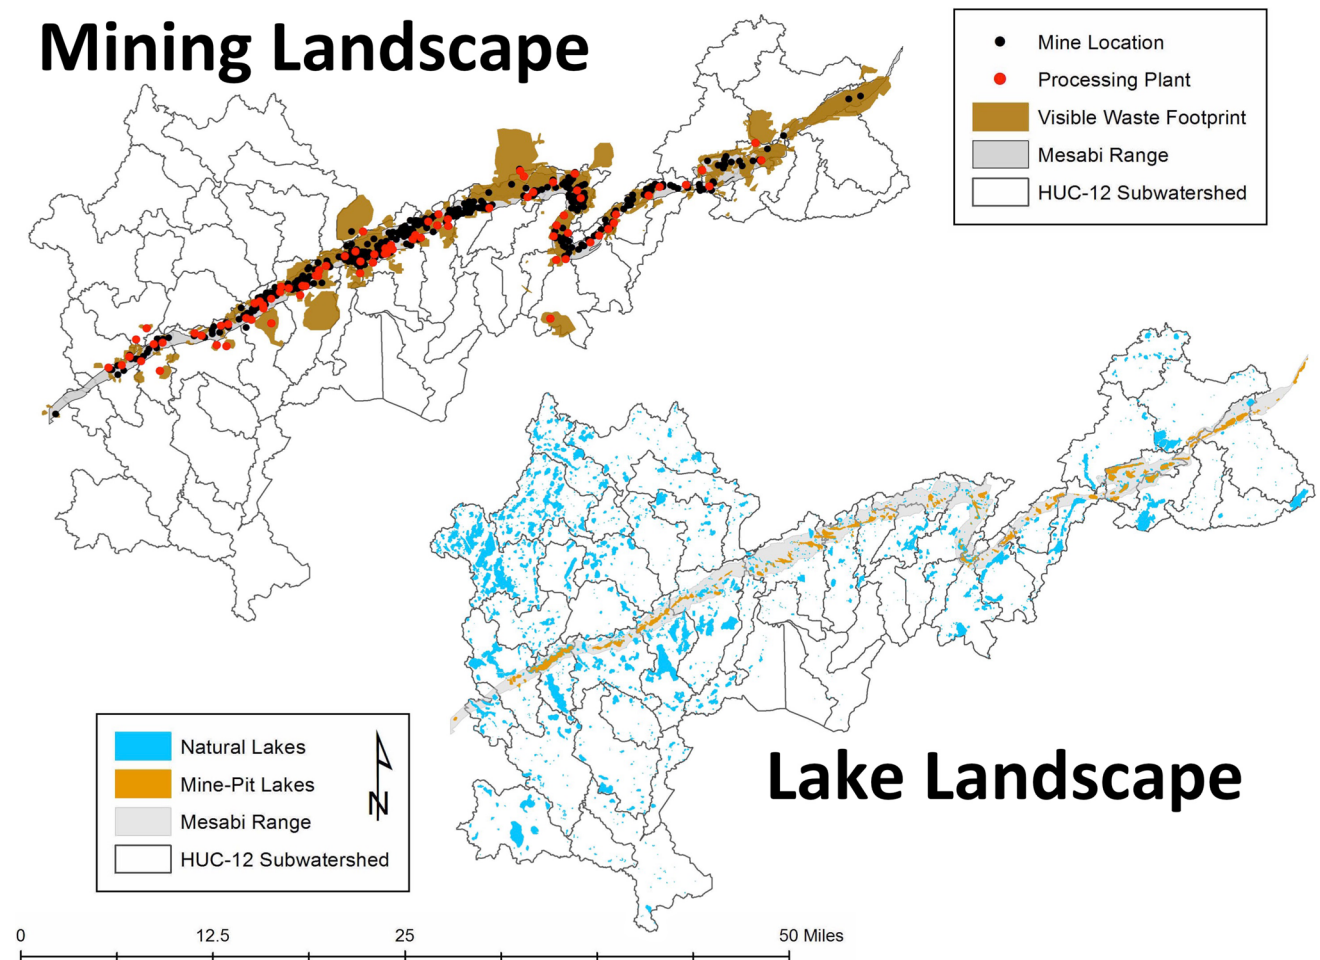 Mining Landscape
Mine Location
Processing Plant
Visible Waste Footprint
Mesabi Range
HUC-12 Subwatershed
Natural Lakes
Mine-Pit Lakes
Mesabi Range
HUC-12 Subwatershed
N
Lake Landscape
0 12.5 25 50 Miles